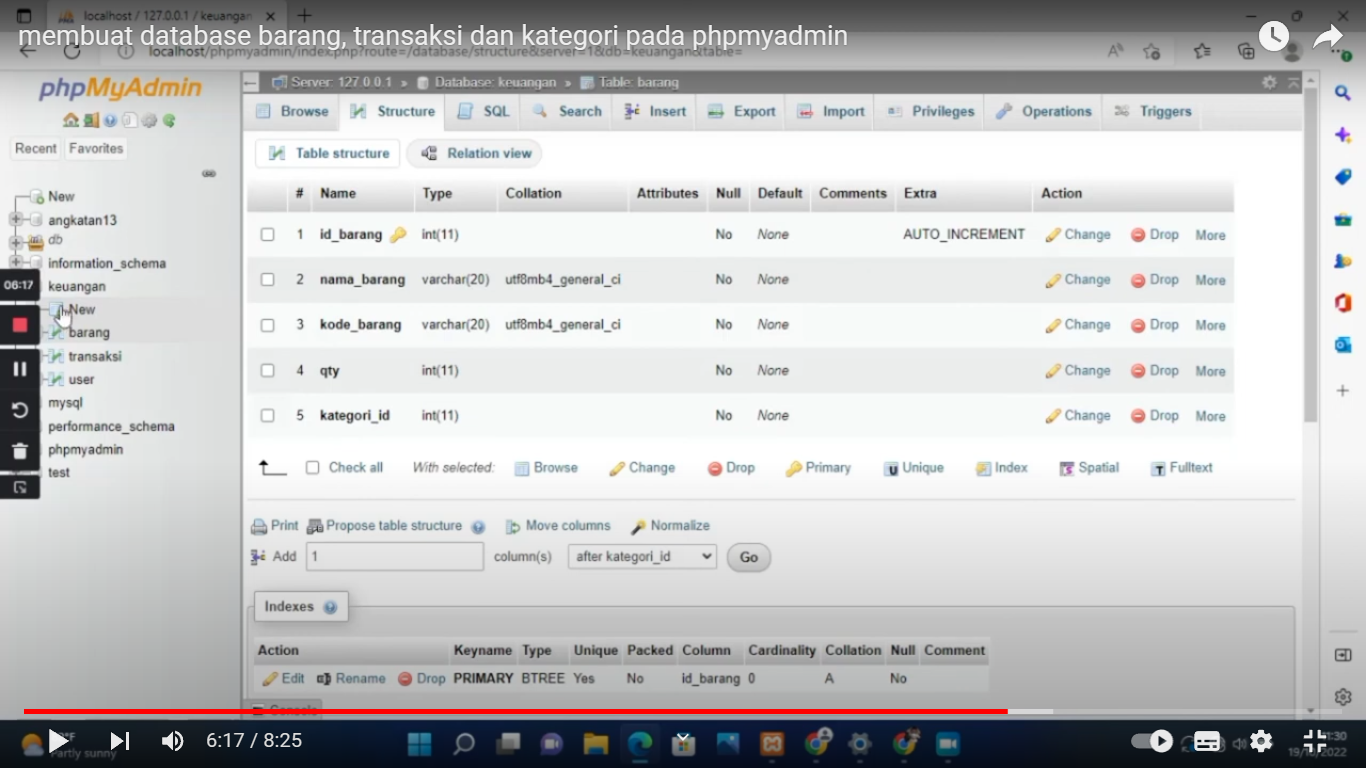 localhost / 127.0.0.1 / keuangan
membuat database barang, transaksi dan kategori pada phpmyadmin
localhost/phpmyadmin/index.php?route=/database/structure&server=1&db=keuangan&table=
phpMyAdmin
Recent Favorites
New
angkatan13
db
information_schema
keuangan
New
barang
transaksi
user
mysql
performance_schema
phpmyadmin
test
06:17
Server: 127.0.0.1 » Database: keuangan » Table: barang
Browse Structure SQL Search Insert Export Import Privileges Operations Triggers
Table structure Relation view
# Name Type Collation Attributes Null Default Comments Extra Action
1 id_barang int(11) No None AUTO_INCREMENT Change Drop More
2 nama_barang varchar(20) utf8mb4_general_ci No None Change Drop More
3 kode_barang varchar(20) utf8mb4_general_ci No None Change Drop More
4 qty int(11) No None Change Drop More
5 kategori_id int(11) No None Change Drop More
Check all With selected: Browse Change Drop Primary Unique Index Spatial Fulltext
Print Propose table structure Move columns Normalize
Add 1 column(s) after kategori_id Go
Indexes
Action Keyname Type Unique Packed Column Cardinality Collation Null Comment
Edit Rename Drop PRIMARY BTREE Yes No id_barang 0 A No
Console
6:17 / 8:25
Partly sunny